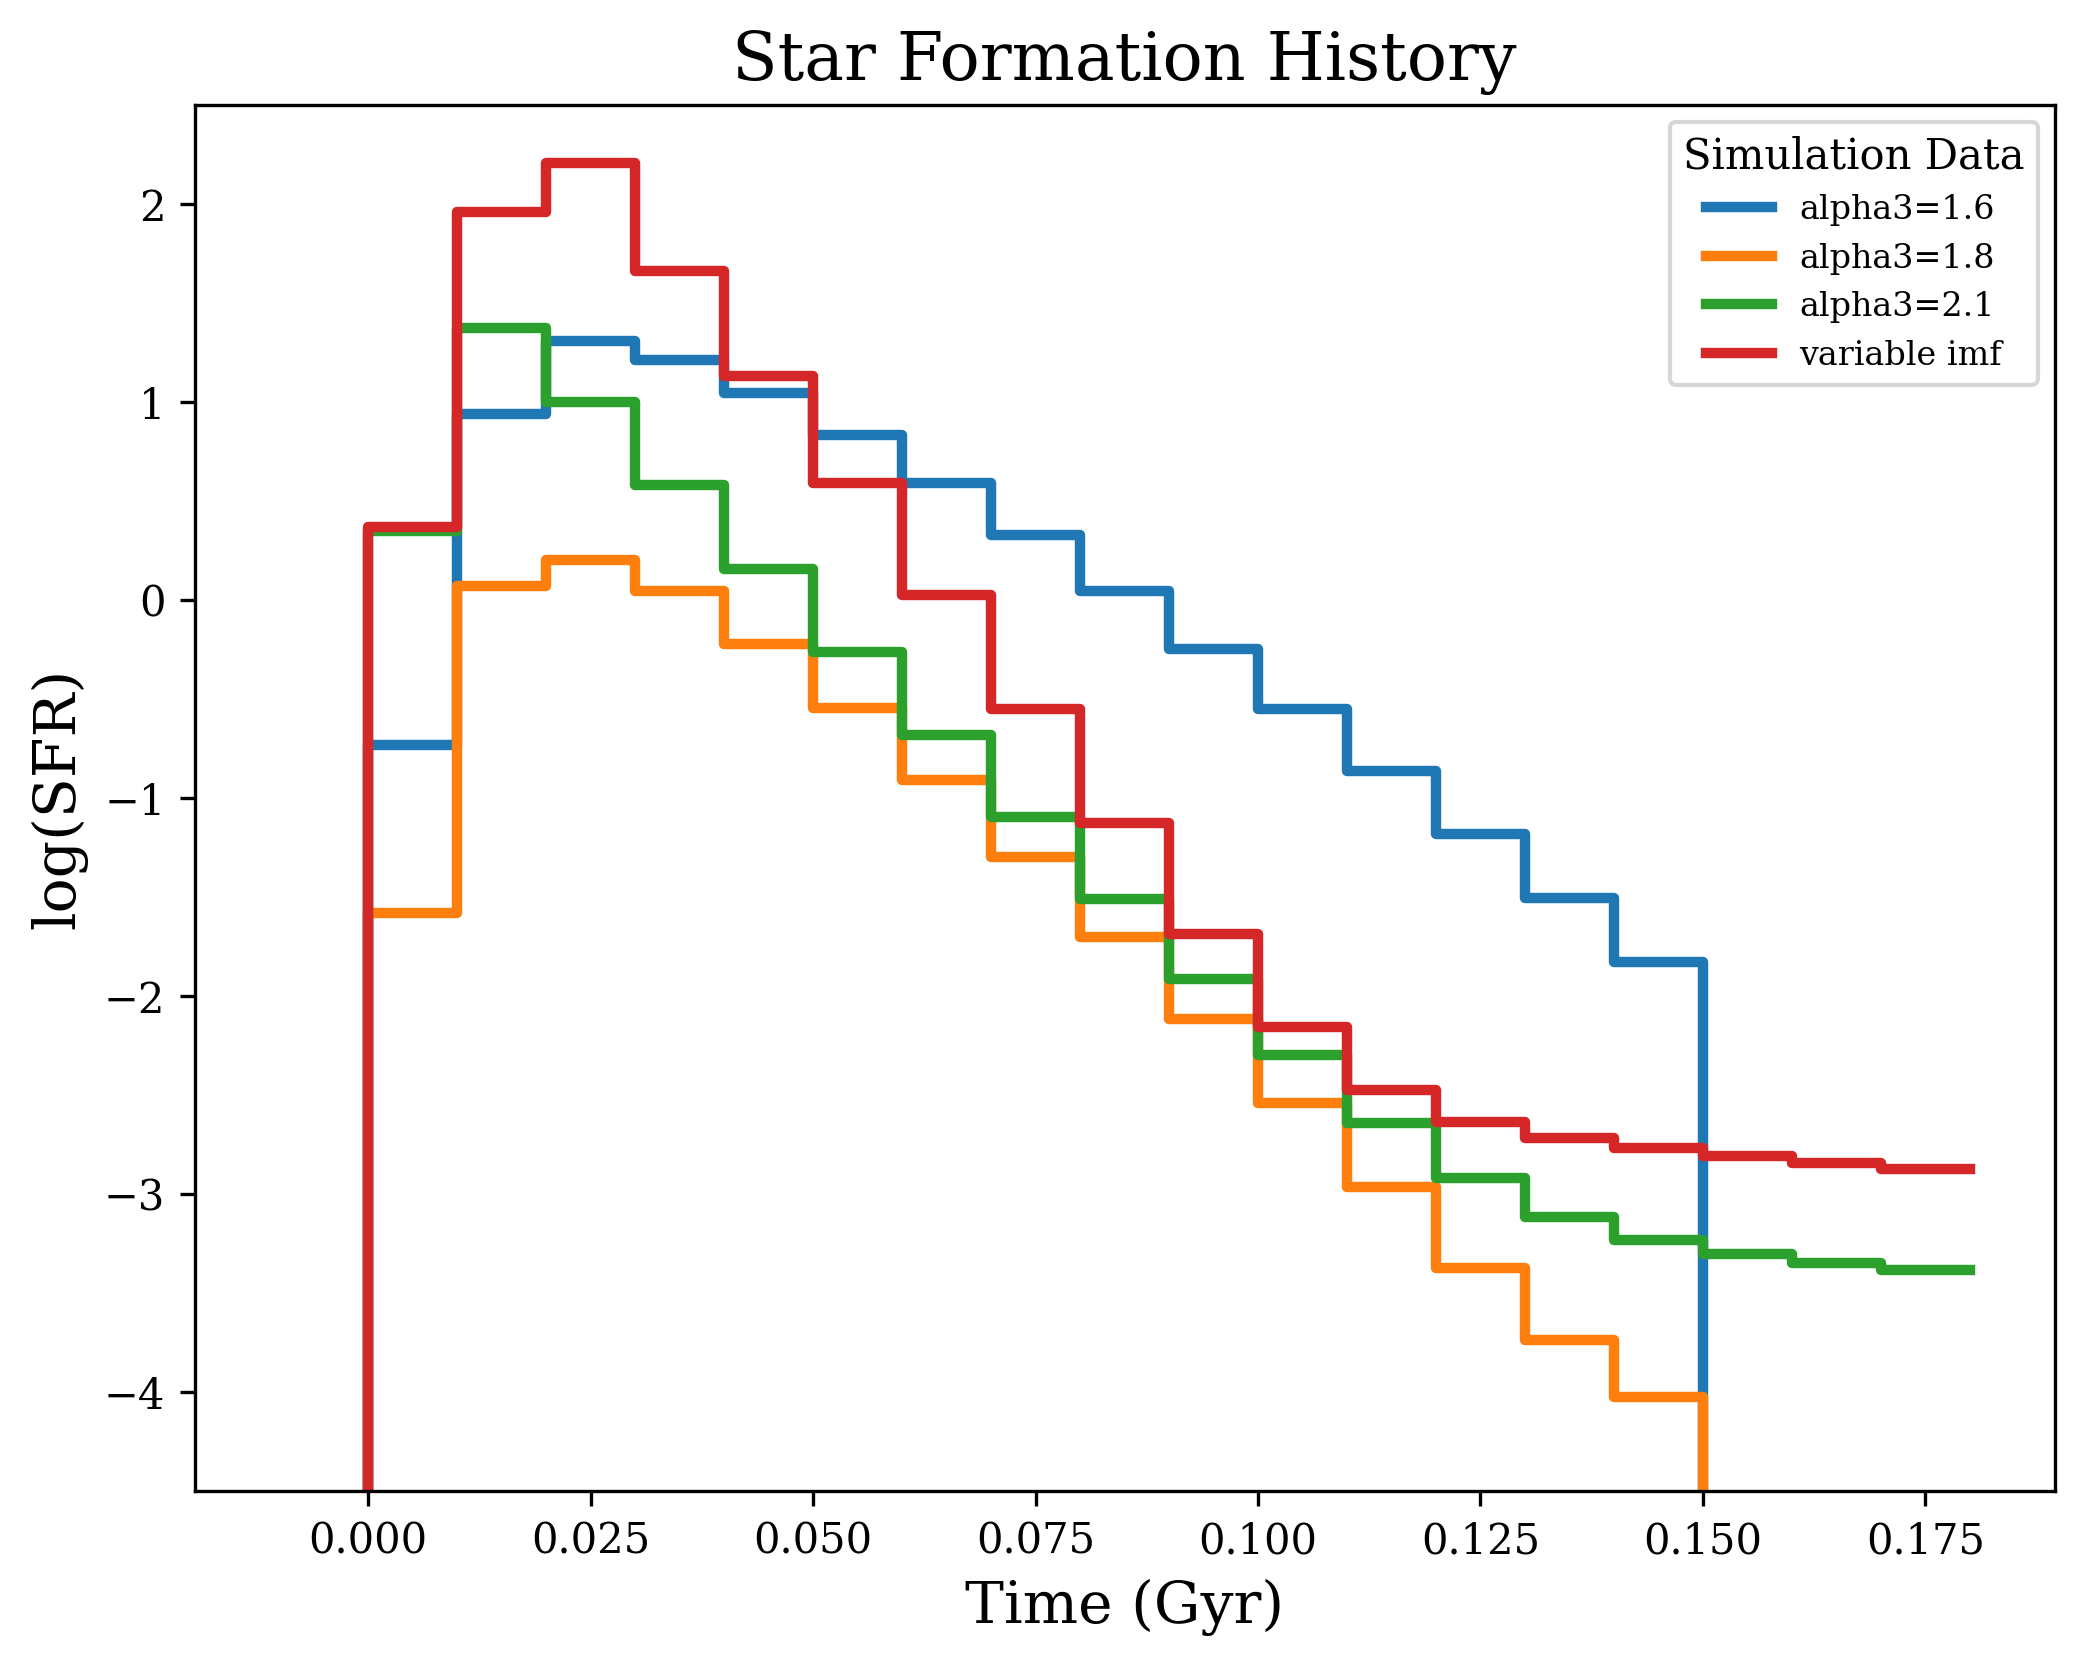 Star Formation History
Simulation Data
alpha3=1.6
alpha3=1.8
alpha3=2.1
variable imf
log(SFR)
2
1
0
−1
−2
−3
−4
0.000 0.025 0.050 0.075 0.100 0.125 0.150 0.175
Time (Gyr)